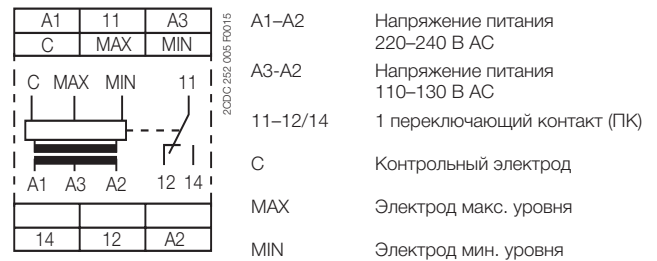 A1 11 A3
C MAX MIN
C MAX MIN 11
A1 A3 A2 12 14
14 12 A2
2CDC 252 005 F0015
A1–A2 Напряжение питания
220–240 В AC
A3-A2 Напряжение питания
110–130 В AC
11–12/14 1 переключающий контакт (ПК)
C Контрольный электрод
MAX Электрод макс. уровня
MIN Электрод мин. уровня